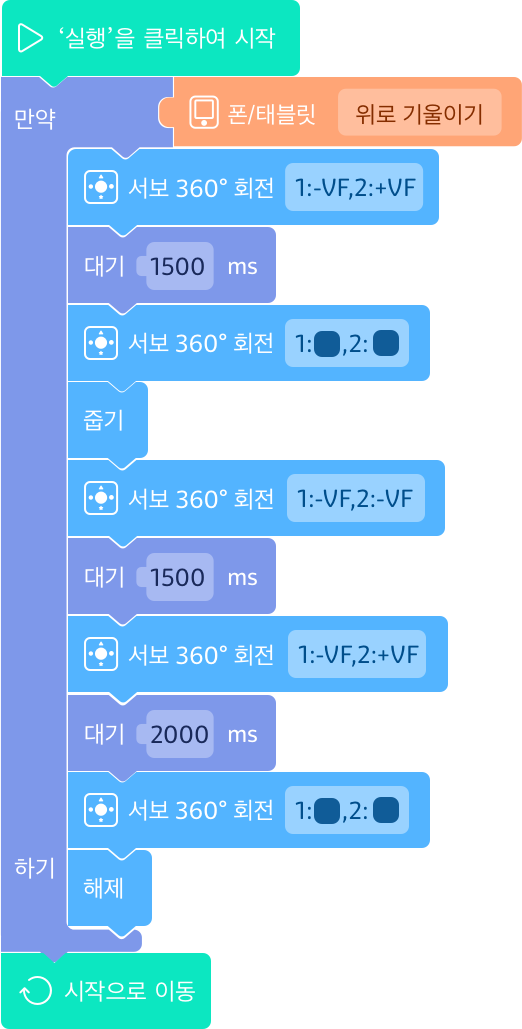 ‘실행’을 클릭하여 시작
만약 폰/태블릿 위로 기울이기
서보 360° 회전 1:-VF,2:+VF
대기 1500 ms
서보 360° 회전 1: ,2:
줍기
서보 360° 회전 1:-VF,2:-VF
대기 1500 ms
서보 360° 회전 1:-VF,2:+VF
대기 2000 ms
서보 360° 회전 1: ,2:
하기
해제
시작으로 이동